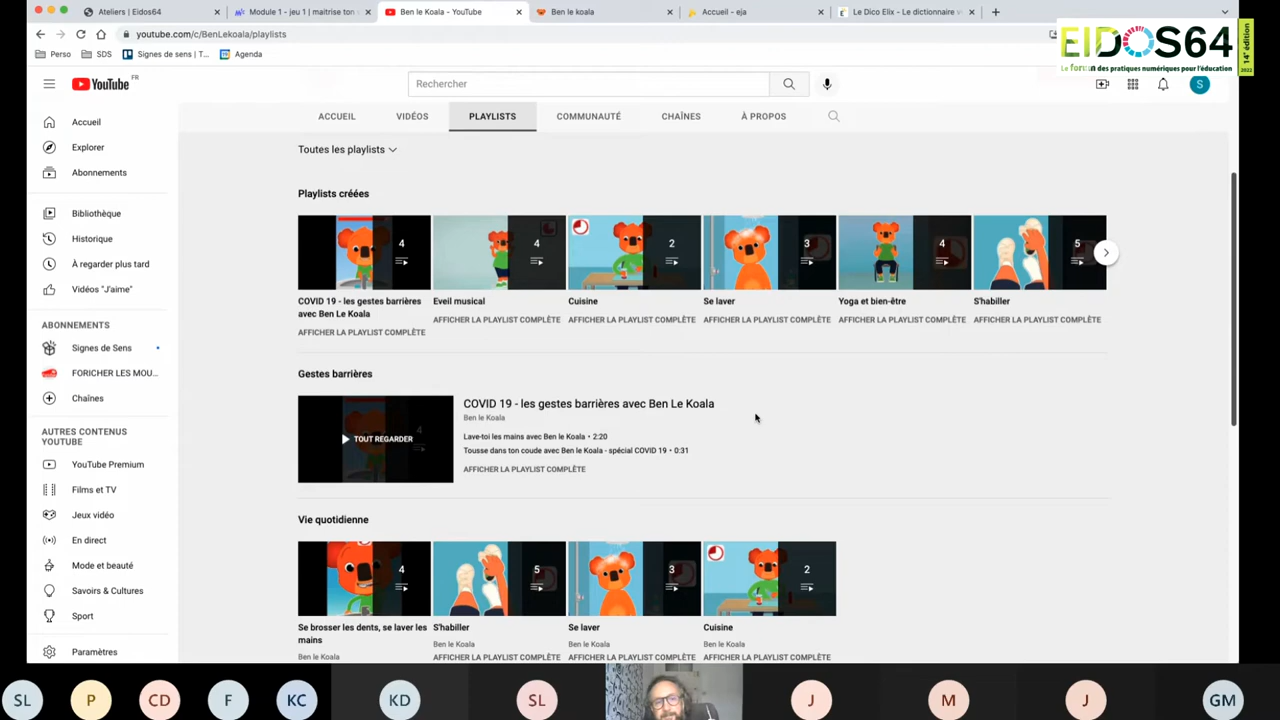 Ateliers | Eidos64
Module 1 - jeu 1 | maitrise ton
Ben le Koala - YouTube
Ben le koala
Accueil - eja
Le Dico Elix - Le dictionnaire
youtube.com/c/BenLekoala/playlists
Perso
SDS
Signes de sens | T...
Agenda
EIDOS64
Le forum des pratiques numériques pour l'éducation
14e édition
2022
YouTube
FR
Rechercher
S
Accueil
Explorer
Abonnements
Bibliothèque
Historique
À regarder plus tard
Vidéos "J'aime"
ABONNEMENTS
Signes de Sens
FORICHER LES MOU...
Chaînes
AUTRES CONTENUS
YOUTUBE
YouTube Premium
Films et TV
Jeux vidéo
En direct
Mode et beauté
Savoirs & Cultures
Sport
Paramètres
ACCUEIL
VIDÉOS
PLAYLISTS
COMMUNAUTÉ
CHAÎNES
À PROPOS
Toutes les playlists
Playlists créées
4
4
2
3
4
5
COVID 19 - les gestes barrières
avec Ben Le Koala
AFFICHER LA PLAYLIST COMPLÈTE
Eveil musical
AFFICHER LA PLAYLIST COMPLÈTE
Cuisine
AFFICHER LA PLAYLIST COMPLÈTE
Se laver
AFFICHER LA PLAYLIST COMPLÈTE
Yoga et bien-être
AFFICHER LA PLAYLIST COMPLÈTE
S'habiller
AFFICHER LA PLAYLIST COMPLÈTE
Gestes barrières
4
TOUT REGARDER
COVID 19 - les gestes barrières avec Ben Le Koala
Ben le Koala
Lave-toi les mains avec Ben le Koala • 2:20
Tousse dans ton coude avec Ben le Koala - spécial COVID 19 • 0:31
AFFICHER LA PLAYLIST COMPLÈTE
Vie quotidienne
4
5
3
2
Se brosser les dents, se laver les
mains
Ben le Koala
S'habiller
Ben le Koala
AFFICHER LA PLAYLIST COMPLÈTE
Se laver
Ben le Koala
AFFICHER LA PLAYLIST COMPLÈTE
Cuisine
Ben le Koala
AFFICHER LA PLAYLIST COMPLÈTE
SL
P
CD
F
KC
KD
SL
J
M
J
GM